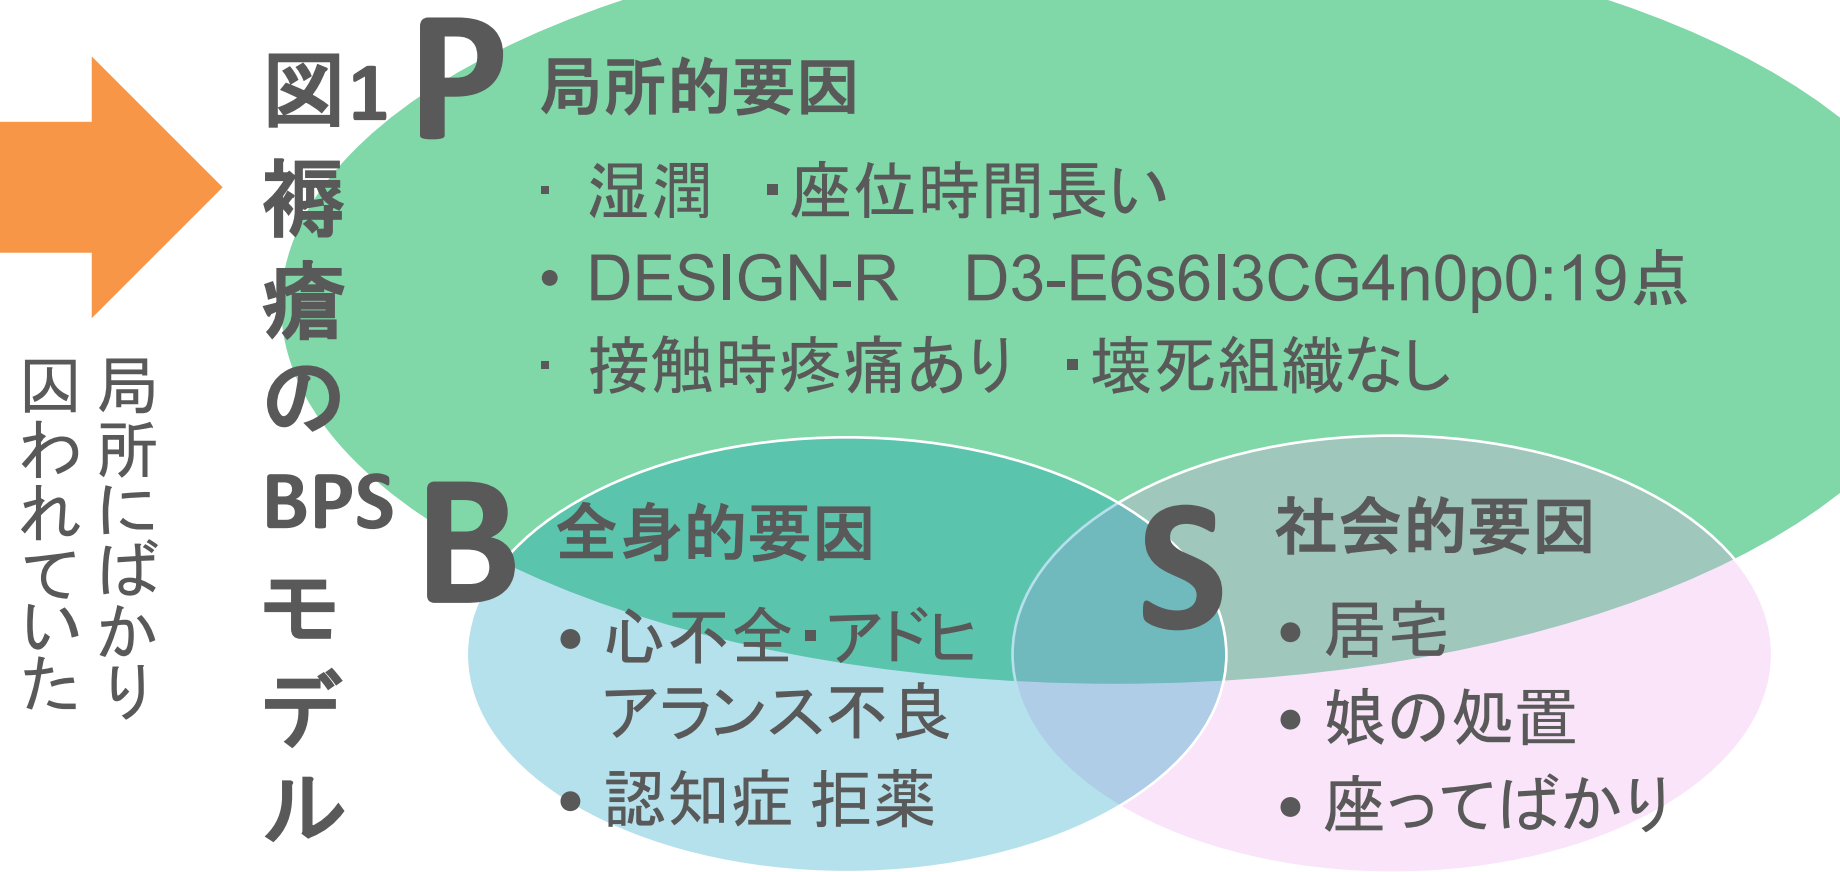 図1
褥瘡の
BPS
モデル
P
局所的要因
・ 湿潤　・座位時間長い
• DESIGN-R　D3-E6s6I3CG4n0p0:19点
・ 接触時疼痛あり　・壊死組織なし
B
全身的要因
• 心不全・アドヒ
アランス不良
• 認知症 拒薬
S
社会的要因
• 居宅
• 娘の処置
• 座ってばかり
局所にばかり
囚われていた